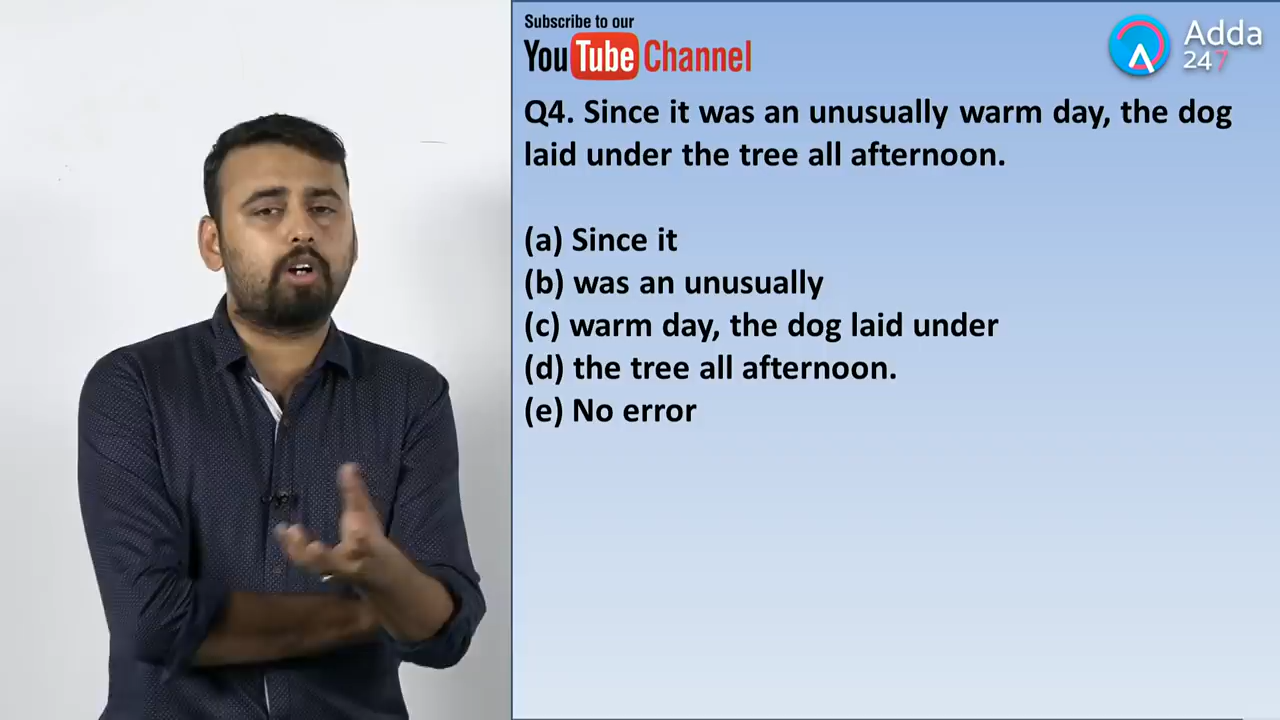 Subscribe to our
YouTube Channel
Adda
247
Q4. Since it was an unusually warm day, the dog
laid under the tree all afternoon.
(a) Since it
(b) was an unusually
(c) warm day, the dog laid under
(d) the tree all afternoon.
(e) No error